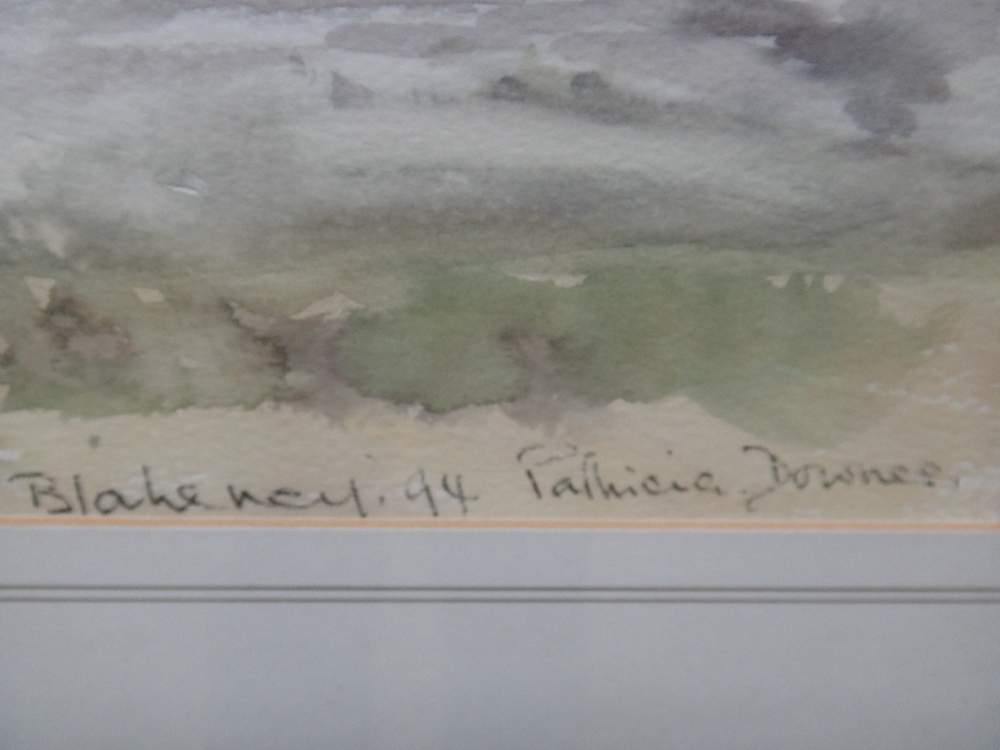 Blakeney. 94 Patricia Downes.